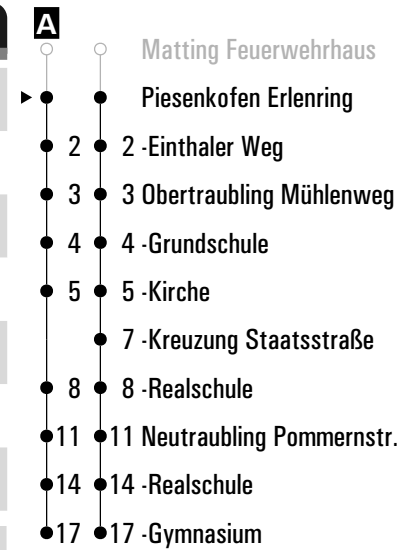 A
Matting Feuerwehrhaus
Piesenkofen Erlenring
2 2 -Einthaler Weg
3 3 Obertraubling Mühlenweg
4 4 -Grundschule
5 5 -Kirche
7 -Kreuzung Staatsstraße
8 8 -Realschule
11 11 Neutraubling Pommernstr.
14 14 -Realschule
17 17 -Gymnasium